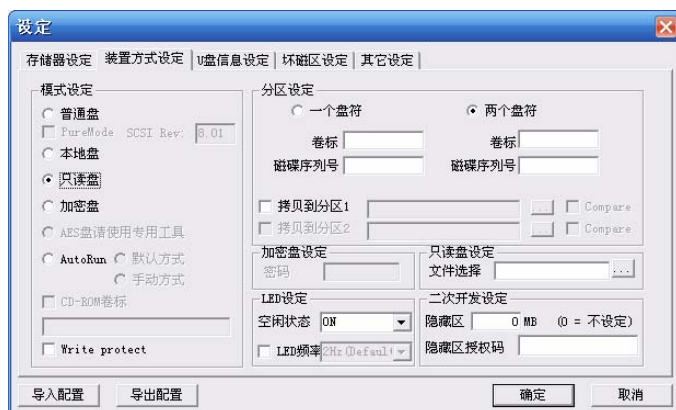 设定
存储器设定 装置方式设定 U盘信息设定 坏磁区设定 其它设定
模式设定
普通盘
PureMode SCSI Rev: 8.01
本地盘
只读盘
加密盘
AES盘请使用专用工具
AutoRun 默认方式
手动方式
CD-ROM卷标
Write protect
分区设定
一个盘符 两个盘符
卷标 卷标
磁碟序列号 磁碟序列号
拷贝到分区1 ... Compare
拷贝到分区2 ... Compare
加密盘设定
密码
只读盘设定
文件选择 ...
LED设定
空闲状态 ON
LED频率 2Hz(Defaul
二次开发设定
隐藏区 0 MB (0 = 不设定)
隐藏区授权码
导入配置 导出配置 确定 取消